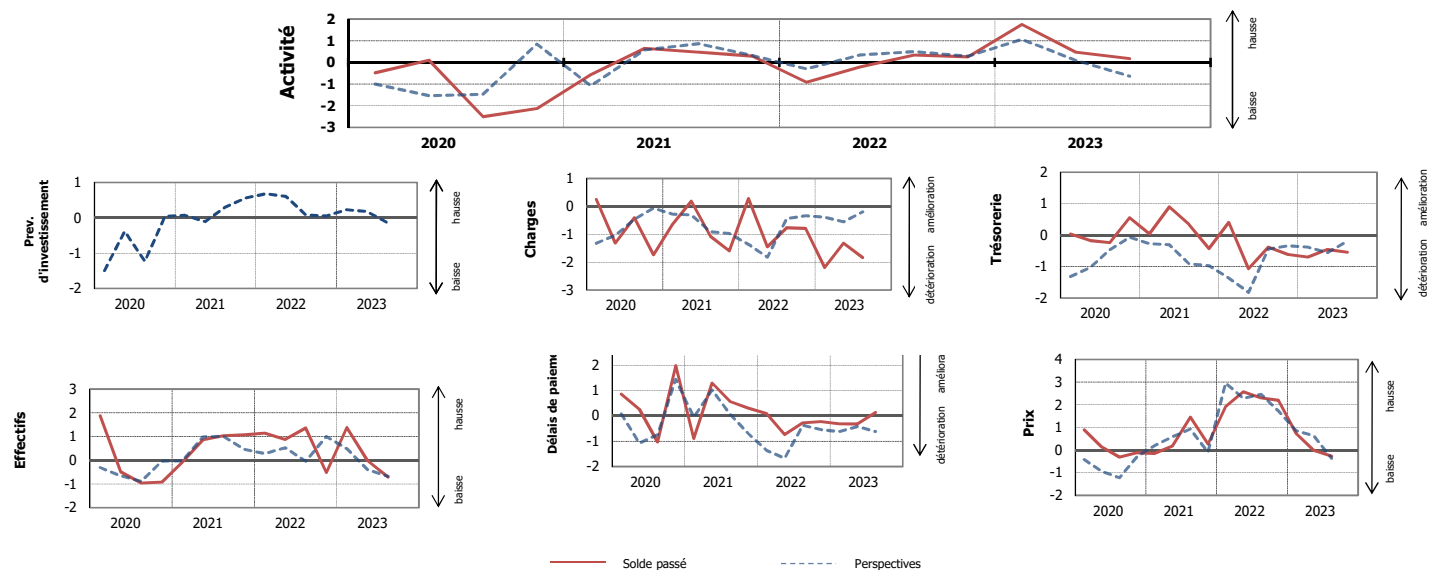 Activité
2
1
0
-1
-2
-3
2020 2021 2022 2023
hausse
baisse
Prev.
d'investissement
1
0
-1
-2
2020 2021 2022 2023
hausse
baisse
Charges
1
0
-1
-2
-3
2020 2021 2022 2023
amélioration
détérioration
Trésorerie
2
1
0
-1
-2
2020 2021 2022 2023
amélioration
détérioration
Effectifs
3
2
1
0
-1
-2
2020 2021 2022 2023
hausse
baisse
Délais de paieme
2
1
0
-1
-2
2020 2021 2022 2023
améliora
détérioration
Prix
4
3
2
1
0
-1
-2
2020 2021 2022 2023
hausse
baisse
Solde passé Perspectives